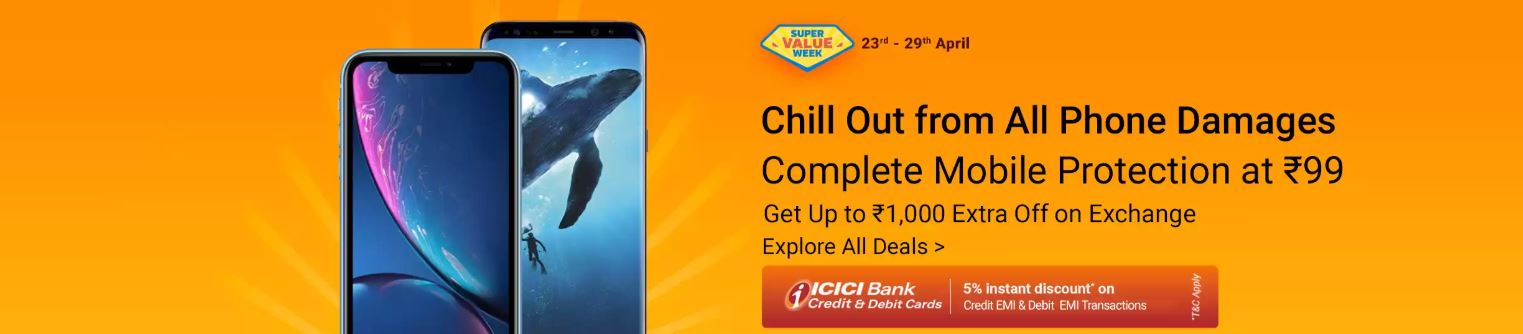 SUPER
VALUE
WEEK
23rd - 29th April
Chill Out from All Phone Damages
Complete Mobile Protection at ₹99
Get Up to ₹1,000 Extra Off on Exchange
Explore All Deals >
i ICICI Bank
Credit & Debit Cards
5% instant discount* on
Credit EMI & Debit EMI Transactions
*T&C Apply